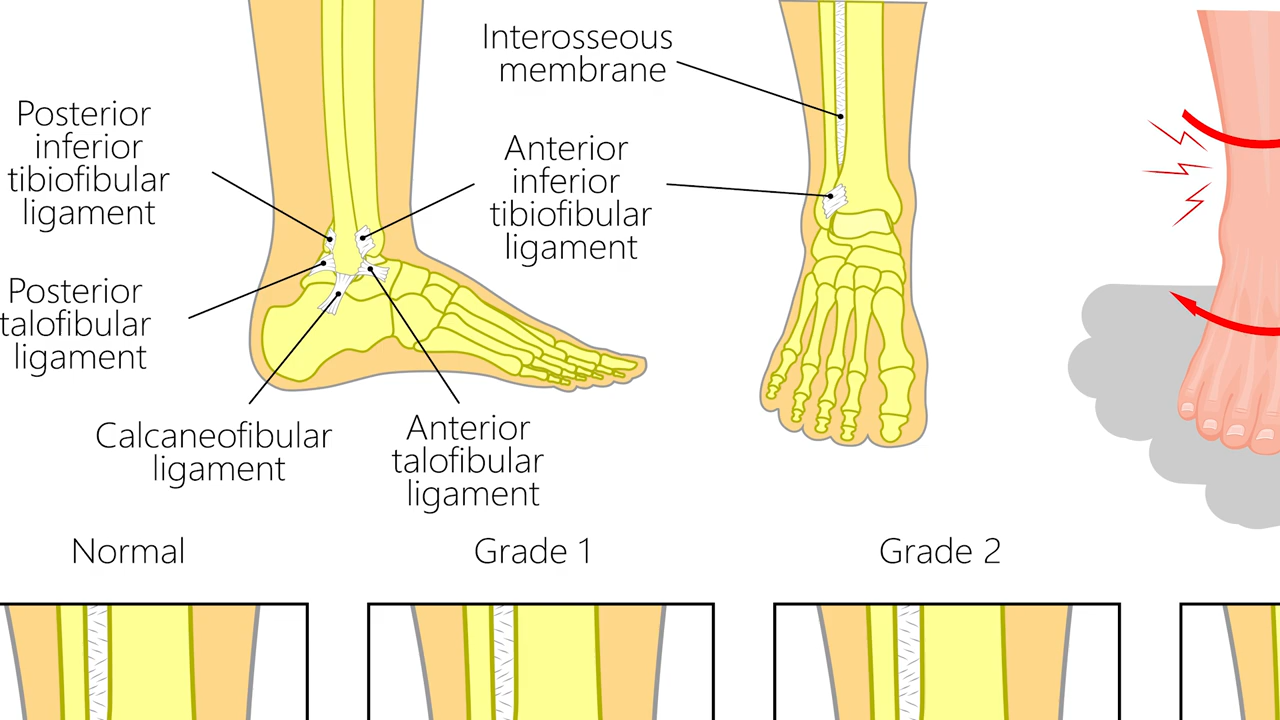 Interosseous
membrane
Posterior
inferior
tibiofibular
ligament
Anterior
inferior
tibiofibular
ligament
Posterior
talofibular
ligament
Calcaneofibular
ligament
Anterior
talofibular
ligament
Normal
Grade 1
Grade 2